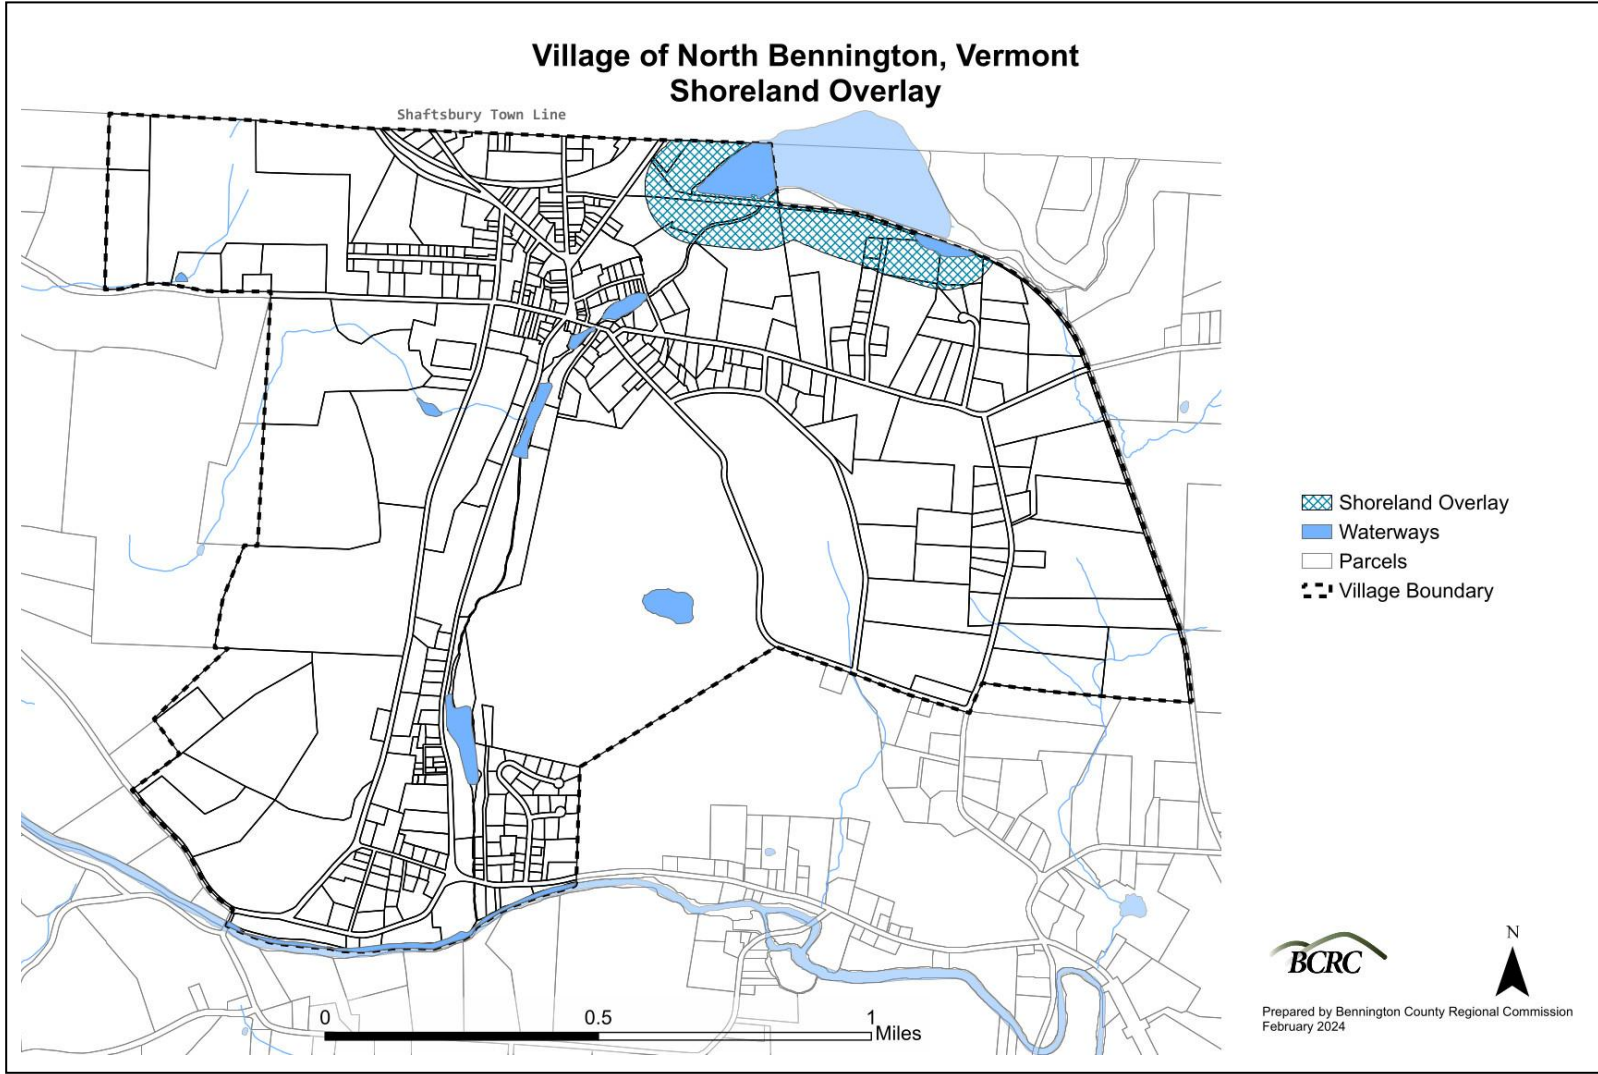 Village of North Bennington, Vermont
Shoreland Overlay
Shaftsbury Town Line
Shoreland Overlay
Waterways
Parcels
Village Boundary
BCRC
N
Prepared by Bennington County Regional Commission
February 2024
0 0.5 1
Miles